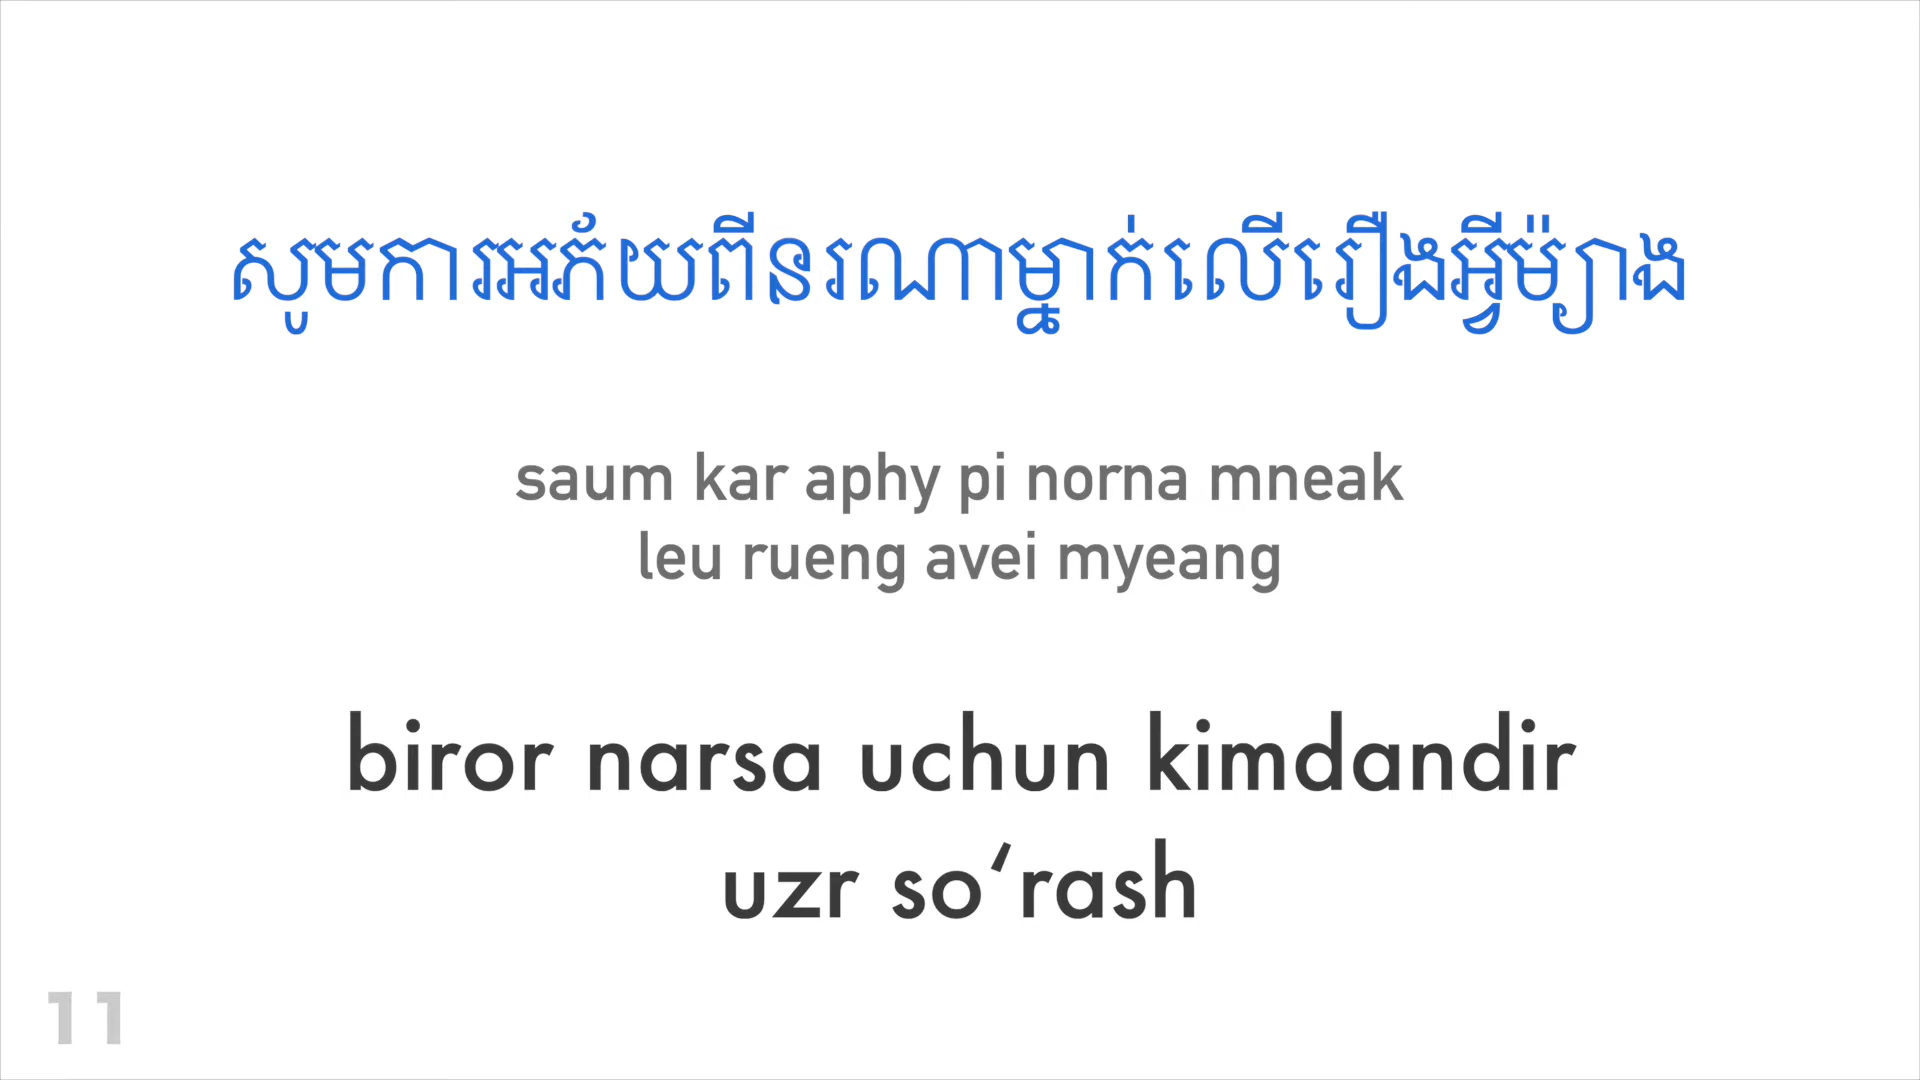 សូមការអភ័យពីនរណាម្នាក់លើរឿងអ្វីម៉្យាង
saum kar aphy pi norna mneak
leu rueng avei myeang
biror narsa uchun kimdandir
uzr so‘rash
11